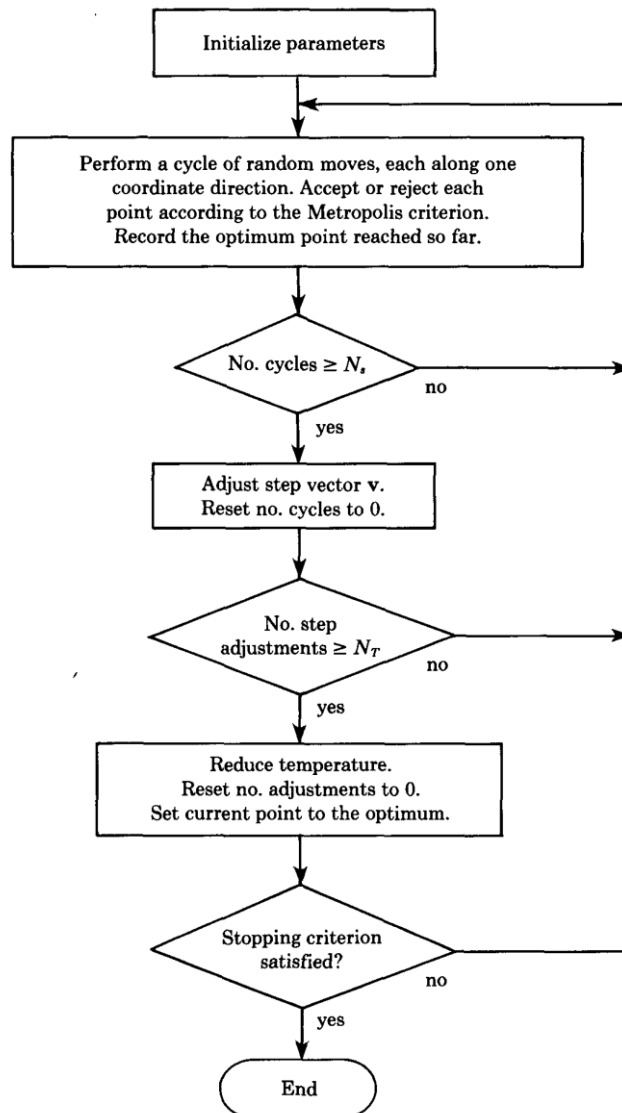 Initialize parameters
Perform a cycle of random moves, each along one
coordinate direction. Accept or reject each
point according to the Metropolis criterion.
Record the optimum point reached so far.
No. cycles ≥ N_s
no
yes
Adjust step vector v.
Reset no. cycles to 0.
No. step
adjustments ≥ N_T
no
yes
Reduce temperature.
Reset no. adjustments to 0.
Set current point to the optimum.
Stopping criterion
satisfied?
no
yes
End